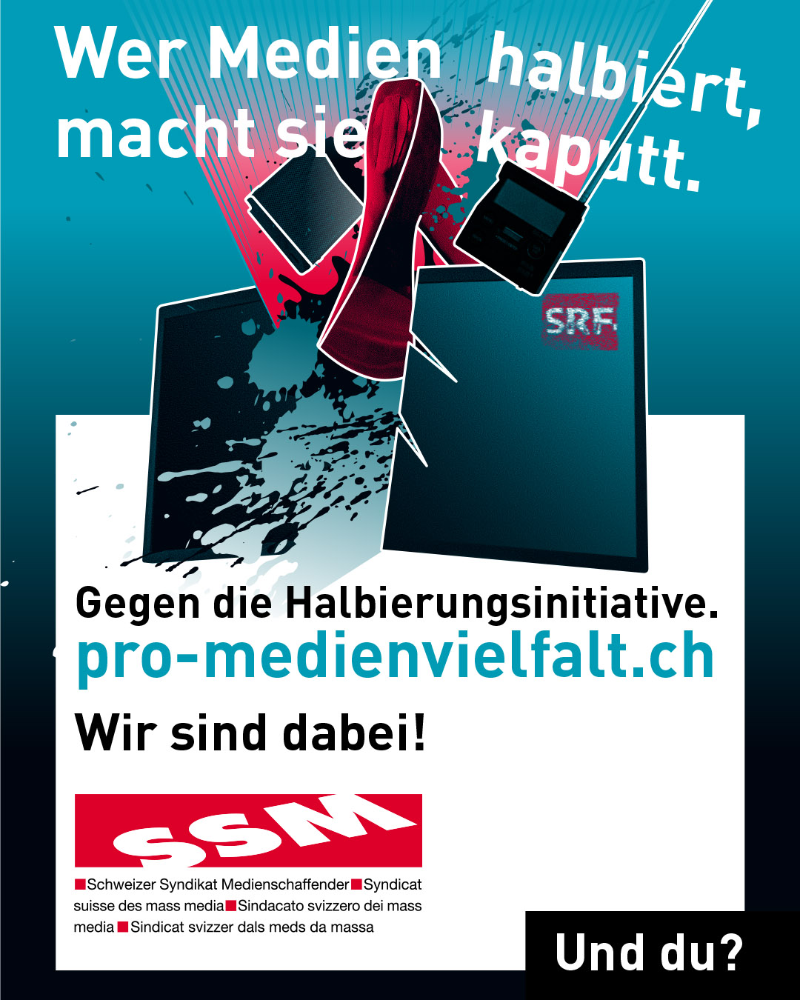 Wer Medien halbiert,
macht sie kaputt.
SRF
Gegen die Halbierungsinitiative.
pro-medienvielfalt.ch
Wir sind dabei!
SSM
■Schweizer Syndikat Medienschaffender■Syndicat
suisse des mass media■Sindacato svizzero dei mass
media ■Sindicat svizzer dals meds da massa
Und du?